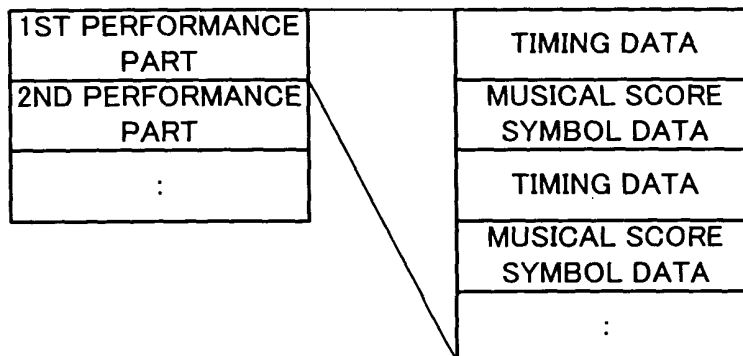 1ST PERFORMANCE
PART
2ND PERFORMANCE
PART
:
TIMING DATA
MUSICAL SCORE
SYMBOL DATA
TIMING DATA
MUSICAL SCORE
SYMBOL DATA
: